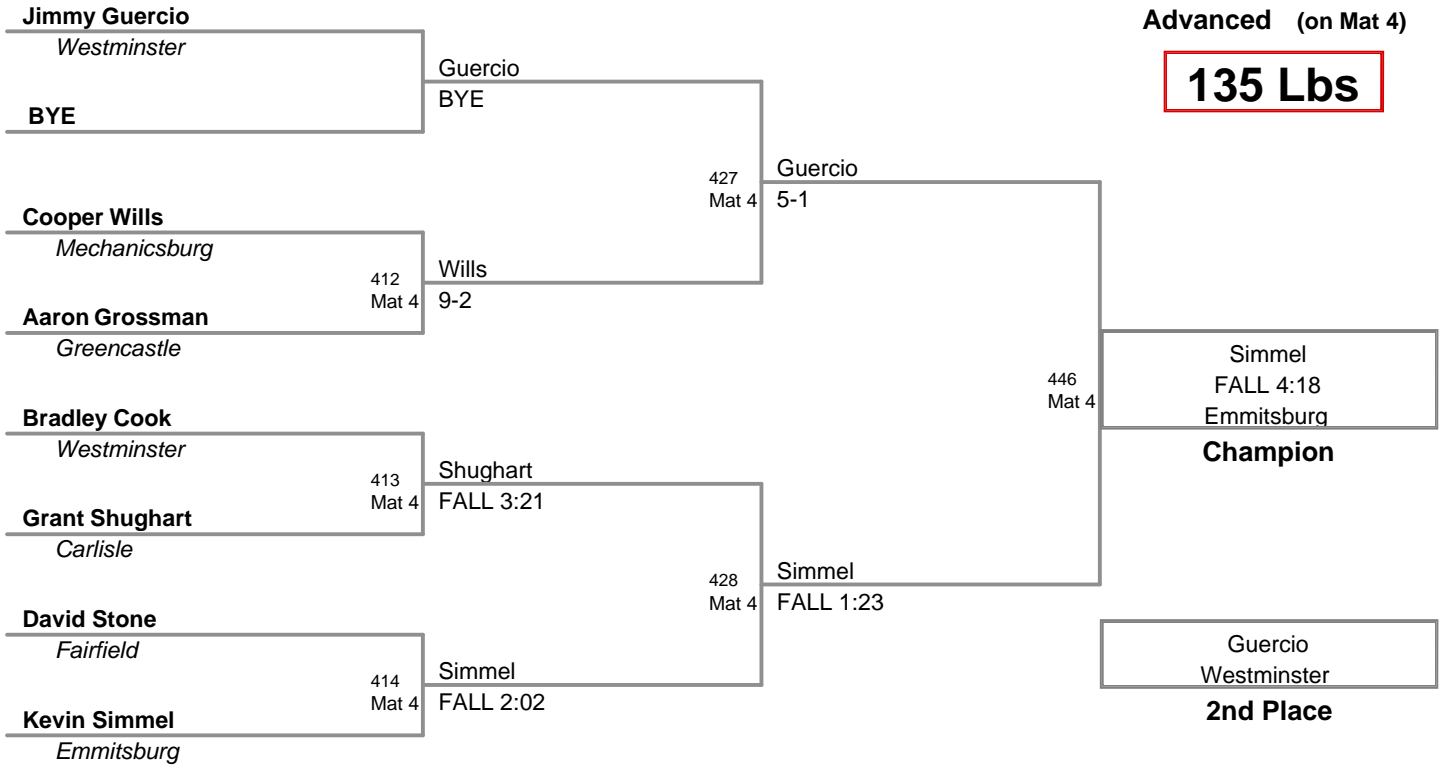 Jimmy Guercio
Westminster
BYE
Guercio
BYE
Cooper Wills
Mechanicsburg
Aaron Grossman
Greencastle
412
Mat 4
Wills
9-2
427
Mat 4
Guercio
5-1
Bradley Cook
Westminster
Grant Shughart
Carlisle
413
Mat 4
Shughart
FALL 3:21
David Stone
Fairfield
Kevin Simmel
Emmitsburg
414
Mat 4
Simmel
FALL 2:02
428
Mat 4
Simmel
FALL 1:23
446
Mat 4
Advanced (on Mat 4)
135 Lbs
Simmel
FALL 4:18
Emmitsburg
Champion
Guercio
Westminster
2nd Place